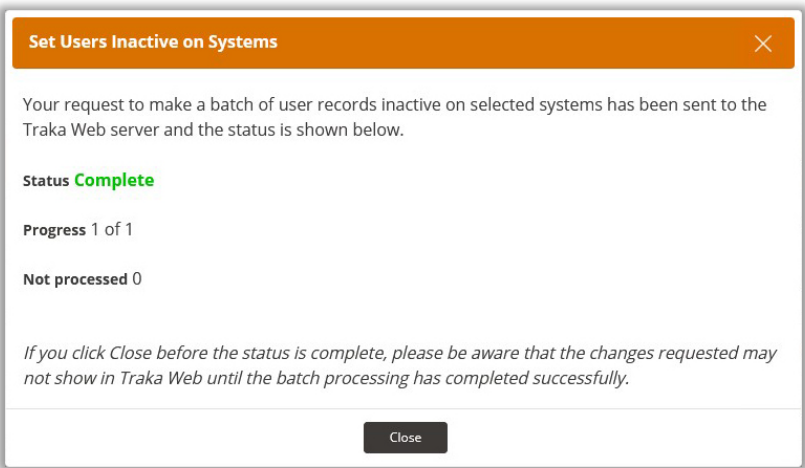 Set Users Inactive on Systems
Your request to make a batch of user records inactive on selected systems has been sent to the
Traka Web server and the status is shown below.
Status Complete
Progress 1 of 1
Not processed 0
If you click Close before the status is complete, please be aware that the changes requested may
not show in Traka Web until the batch processing has completed successfully.
Close